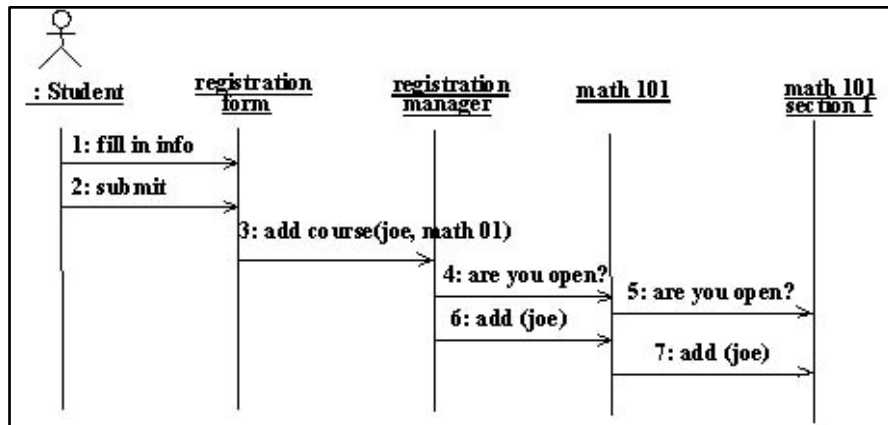 : Student
registration
form
registration
manager
math 101
math 101
section 1
1: fill in info
2: submit
3: add course(joe, math 01)
4: are you open?
5: are you open?
6: add (joe)
7: add (joe)